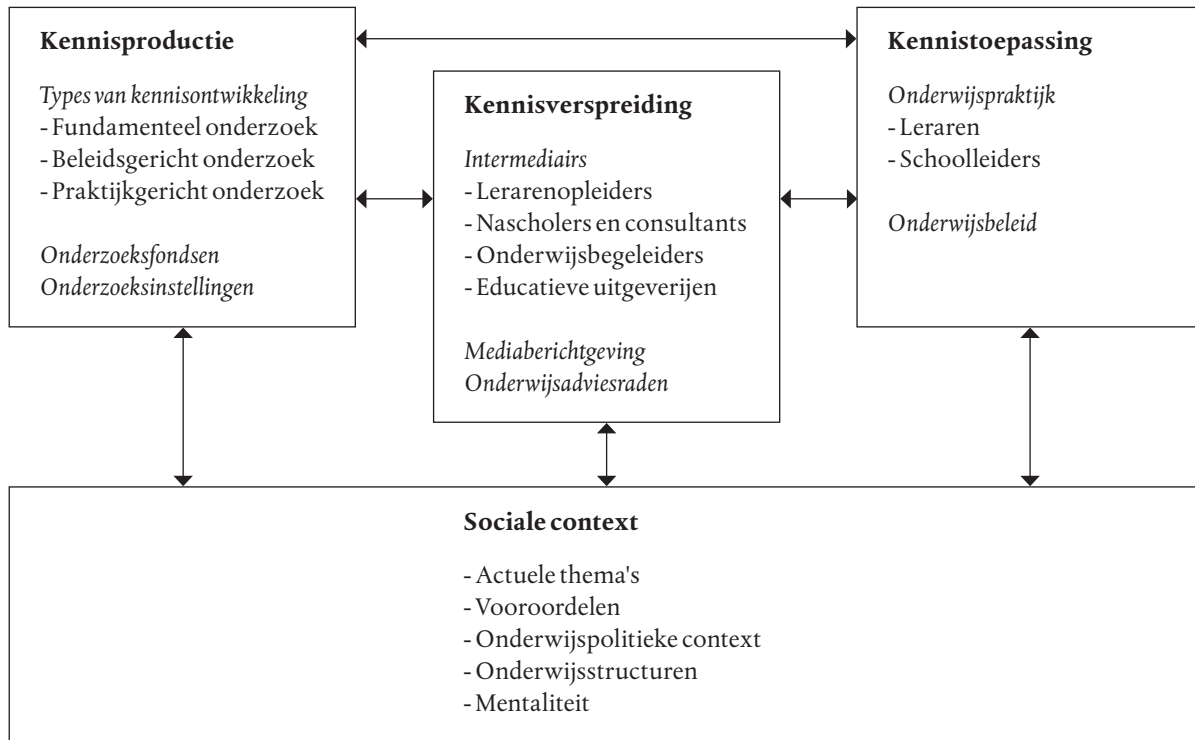 Kennisproductie
Types van kennisontwikkeling
- Fundamenteel onderzoek
- Beleidsgericht onderzoek
- Praktijkgericht onderzoek
Onderzoeksfondsen
Onderzoeksinstellingen
Kennisverspreiding
Intermediairs
- Lerarenopleiders
- Nascholers en consultants
- Onderwijsbegeleiders
- Educatieve uitgeverijen
Mediaberichtgeving
Onderwijsadviesraden
Kennistoepassing
Onderwijspraktijk
- Leraren
- Schoolleiders
Onderwijsbeleid
Sociale context
- Actuele thema's
- Vooroordelen
- Onderwijspolitieke context
- Onderwijsstructuren
- Mentaliteit